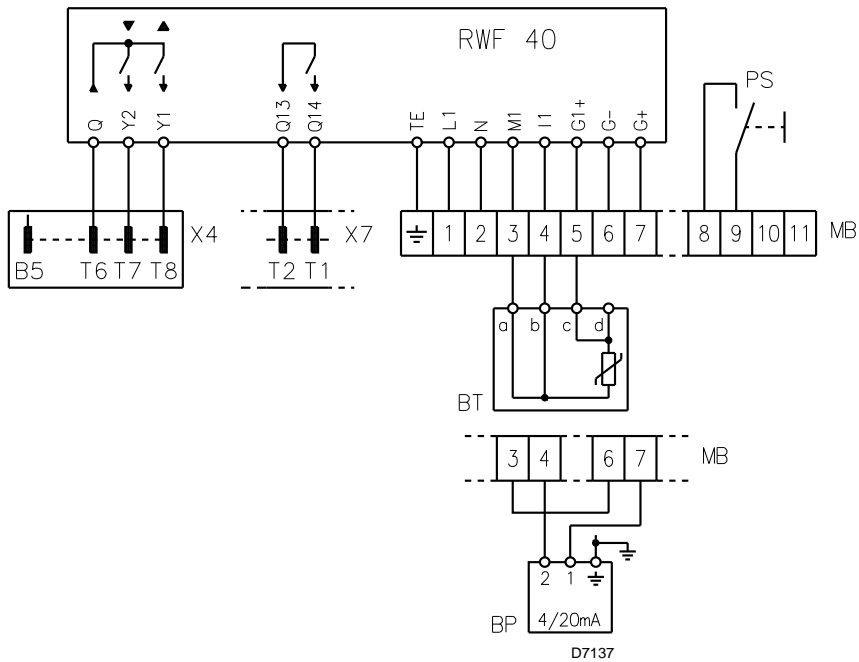 RWF 40
Q Y2 Y1 Q13 Q14 TE L1 N M1 I1 G1+ G- G+
PS
X4
B5 T6 T7 T8
X7
T2 T1
1 2 3 4 5 6 7 8 9 10 11 MB
a b c d
BT
3 4 6 7 MB
2 1
BP 4/20mA
D7137